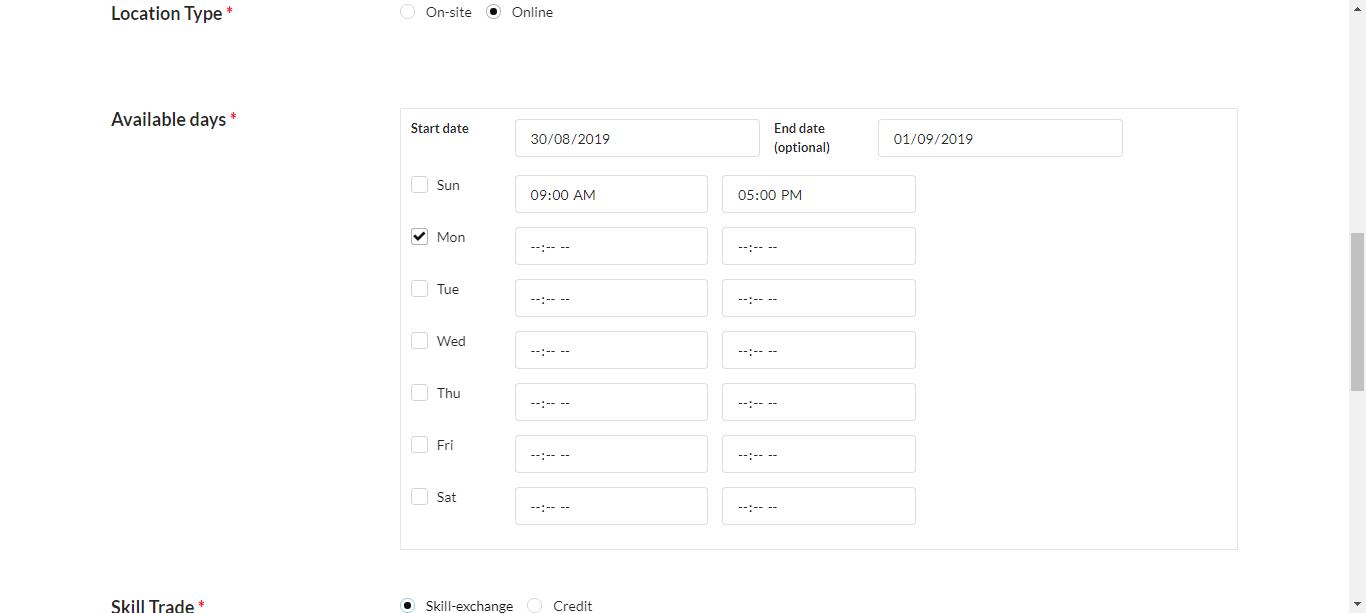 Location Type * On-site Online
Available days *
Start date 30/08/2019 End date (optional) 01/09/2019
Sun 09:00 AM 05:00 PM
Mon --:-- -- --:-- --
Tue --:-- -- --:-- --
Wed --:-- -- --:-- --
Thu --:-- -- --:-- --
Fri --:-- -- --:-- --
Sat --:-- -- --:-- --
Skill Trade * Skill-exchange Credit